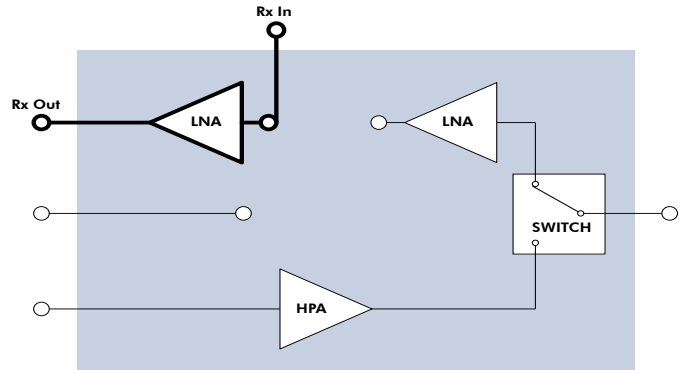 Rx In
Rx Out
LNA
LNA
SWITCH
HPA